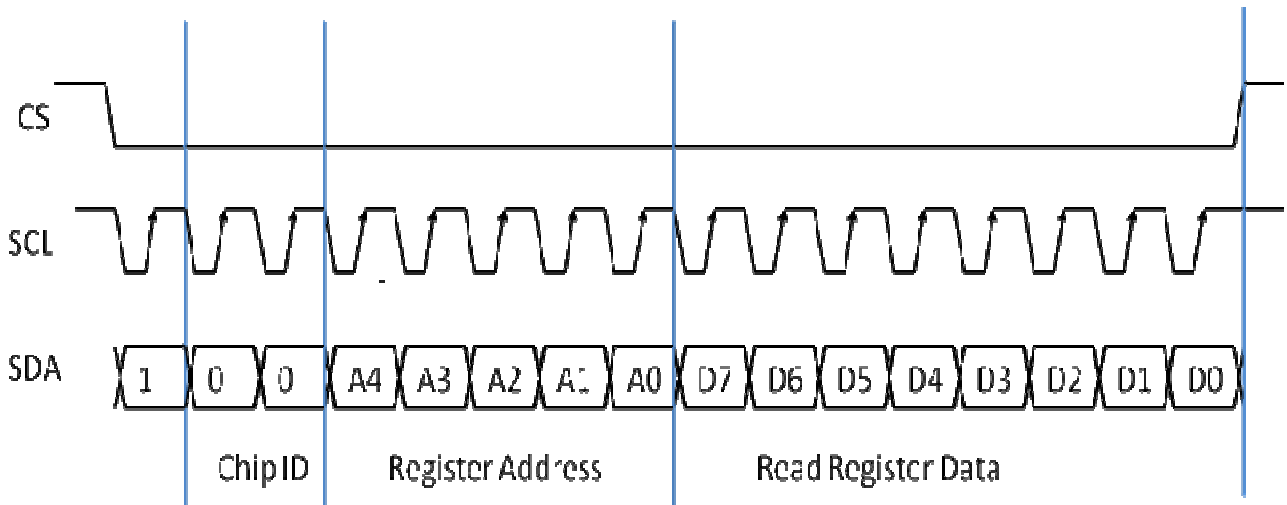 CS
SCL
SDA 1 0 0 A4 A3 A2 A1 A0 D7 D6 D5 D4 D3 D2 D1 D0
Chip ID Register Address Read Register Data